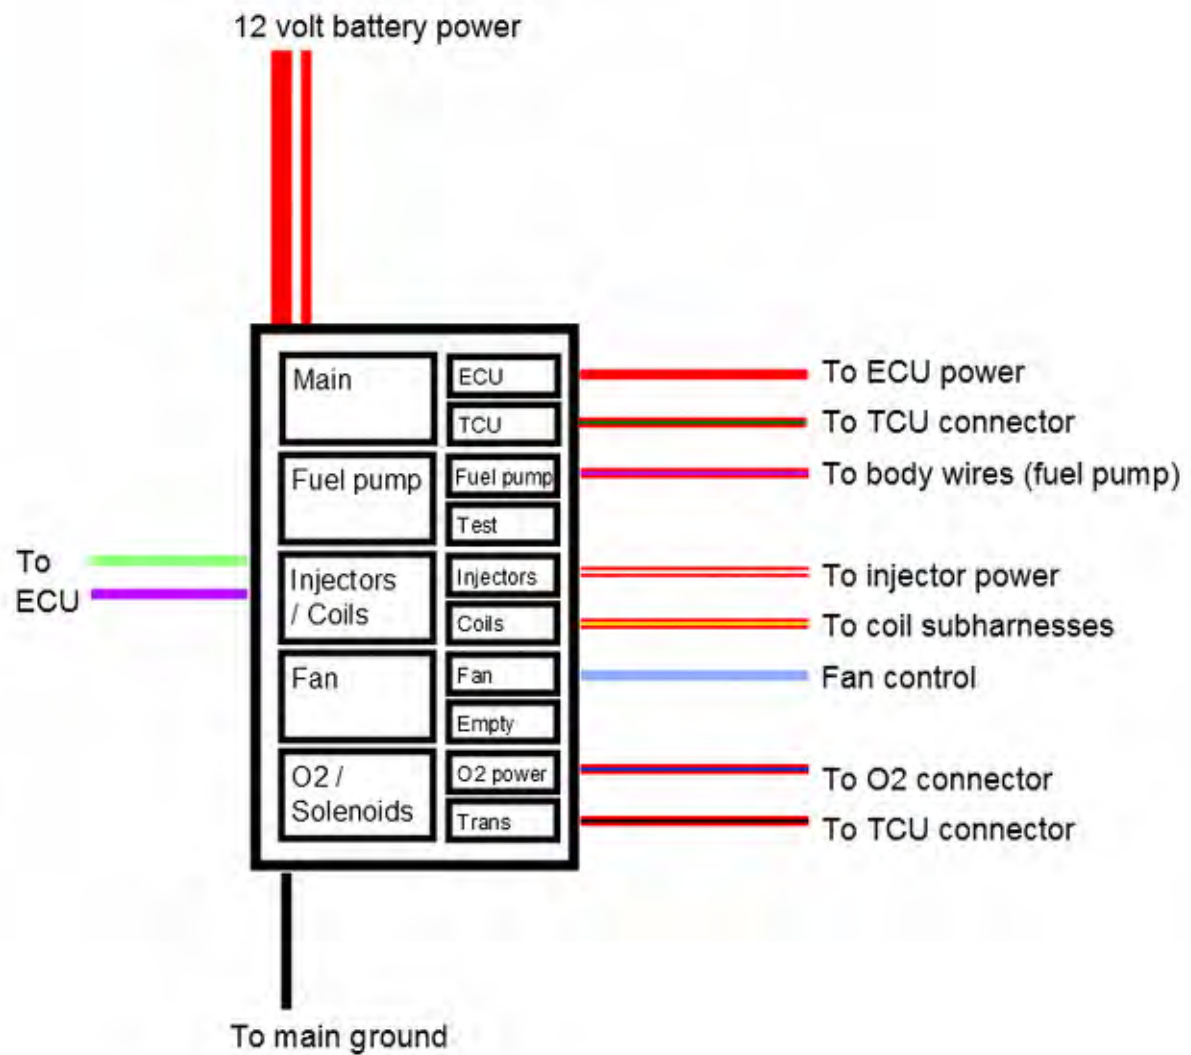 12 volt battery power
Main
ECU
To ECU power
TCU
To TCU connector
Fuel pump
Fuel pump
To body wires (fuel pump)
Test
To
ECU
Injectors
/ Coils
Injectors
To injector power
Coils
To coil subharnesses
Fan
Fan
Fan control
Empty
O2 /
Solenoids
O2 power
To O2 connector
Trans
To TCU connector
To main ground